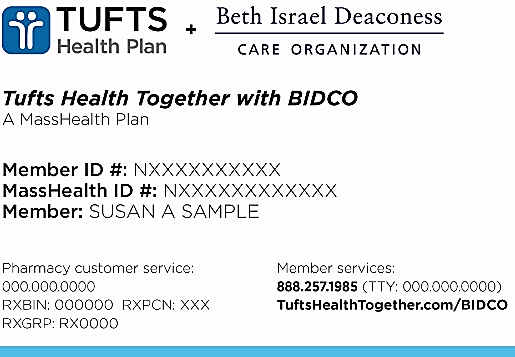 TUFTS
Health Plan
+
Beth Israel Deaconess
CARE ORGANIZATION
Tufts Health Together with BIDCO
A MassHealth Plan
Member ID #: NXXXXXXXXXX
MassHealth ID #: NXXXXXXXXXXXXX
Member: SUSAN A SAMPLE
Pharmacy customer service:
000.000.0000
RXBIN: 000000 RXPCN: XXX
RXGRP: RX0000
Member services:
888.257.1985 (TTY: 000.000.0000)
TuftsHealthTogether.com/BIDCO